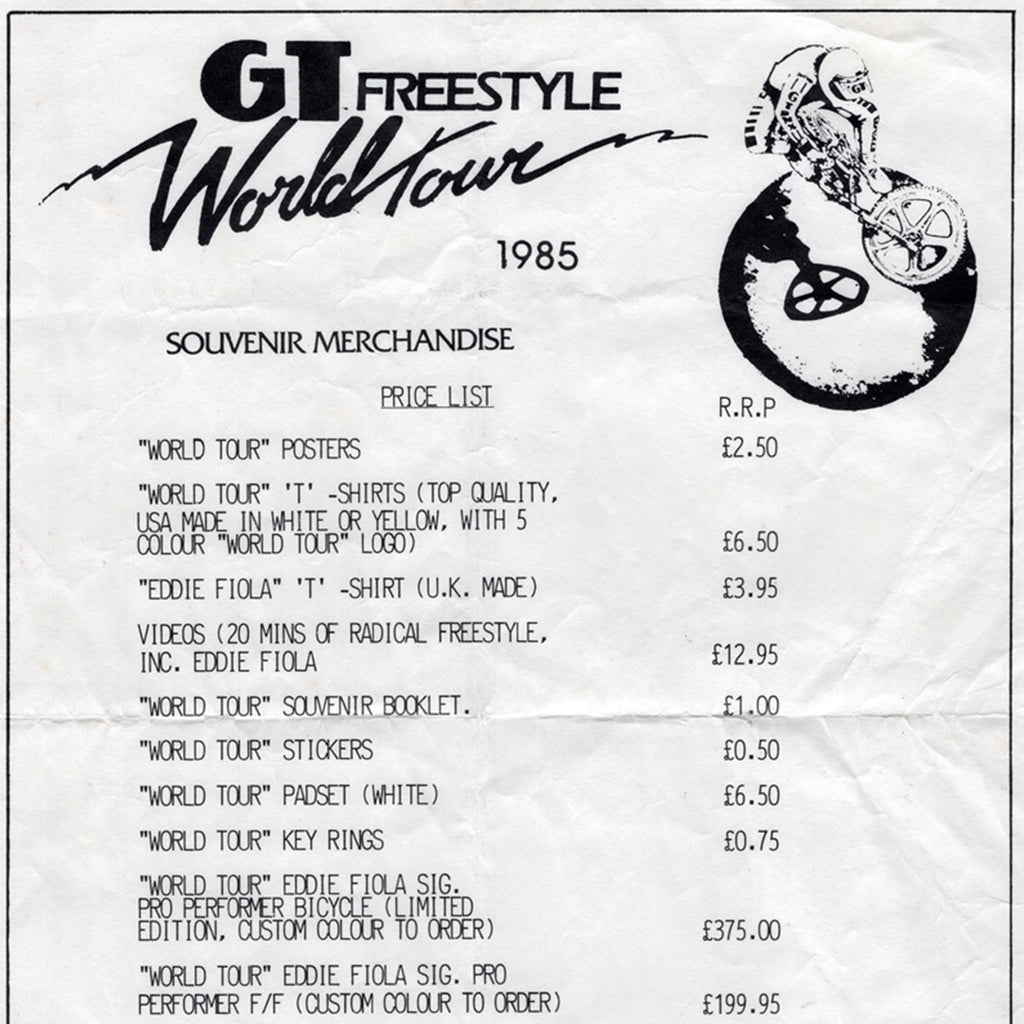 GT FREESTYLE
World Tour
1985
SOUVENIR MERCHANDISE
PRICE LIST
R.R.P
"WORLD TOUR" POSTERS £2.50
"WORLD TOUR" 'T' -SHIRTS (TOP QUALITY,
USA MADE IN WHITE OR YELLOW, WITH 5
COLOUR "WORLD TOUR" LOGO) £6.50
"EDDIE FIOLA" 'T' -SHIRT (U.K. MADE) £3.95
VIDEOS (20 MINS OF RADICAL FREESTYLE,
INC. EDDIE FIOLA £12.95
"WORLD TOUR" SOUVENIR BOOKLET. £1.00
"WORLD TOUR" STICKERS £0.50
"WORLD TOUR" PADSET (WHITE) £6.50
"WORLD TOUR" KEY RINGS £0.75
"WORLD TOUR" EDDIE FIOLA SIG.
PRO PERFORMER BICYCLE (LIMITED
EDITION, CUSTOM COLOUR TO ORDER) £375.00
"WORLD TOUR" EDDIE FIOLA SIG. PRO
PERFORMER F/F (CUSTOM COLOUR TO ORDER) £199.95